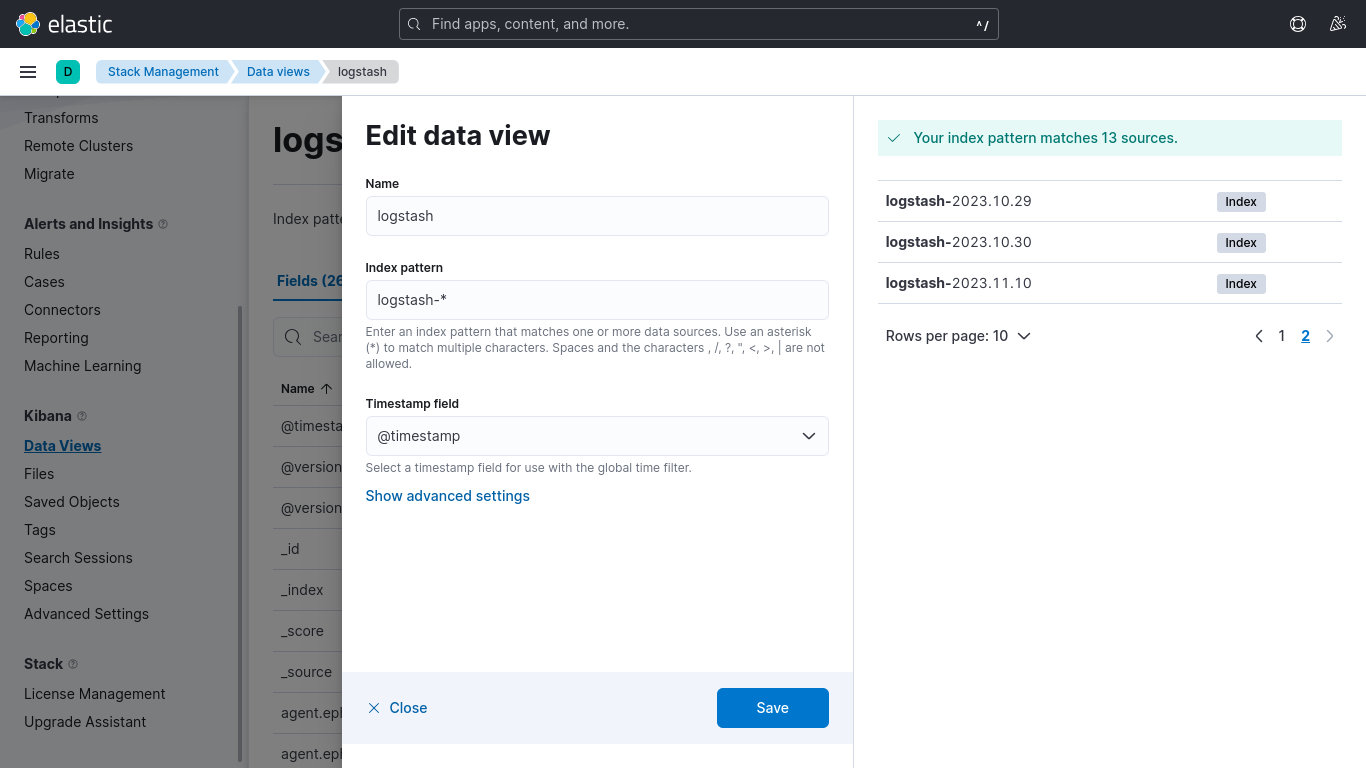 elastic
Find apps, content, and more.
^/
D
Stack Management
Data views
logstash
Transforms
Remote Clusters
Migrate
Alerts and Insights
Rules
Cases
Connectors
Reporting
Machine Learning
Kibana
Data Views
Files
Saved Objects
Tags
Search Sessions
Spaces
Advanced Settings
Stack
License Management
Upgrade Assistant
logs
Index patte
Fields (26
Sear
Name
@timesta
@version
@version
_id
_index
_score
_source
agent.eph
agent.eph
Edit data view
Name
logstash
Index pattern
logstash-*
Enter an index pattern that matches one or more data sources. Use an asterisk
(*) to match multiple characters. Spaces and the characters , /, ?, ", <, >, | are not
allowed.
Timestamp field
@timestamp
Select a timestamp field for use with the global time filter.
Show advanced settings
Close
Save
Your index pattern matches 13 sources.
logstash-2023.10.29 Index
logstash-2023.10.30 Index
logstash-2023.11.10 Index
Rows per page: 10
1 2